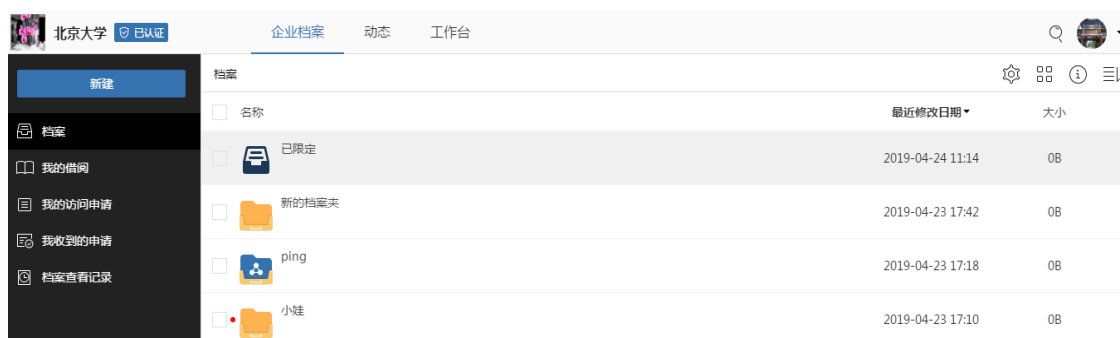 北京大学 已认证 企业档案 动态 工作台
新建
档案
我的借阅
我的访问申请
我收到的申请
档案查看记录
档案
名称 最近修改日期 大小
已限定 2019-04-24 11:14 0B
新的档案夹 2019-04-23 17:42 0B
ping 2019-04-23 17:18 0B
小娃 2019-04-23 17:10 0B